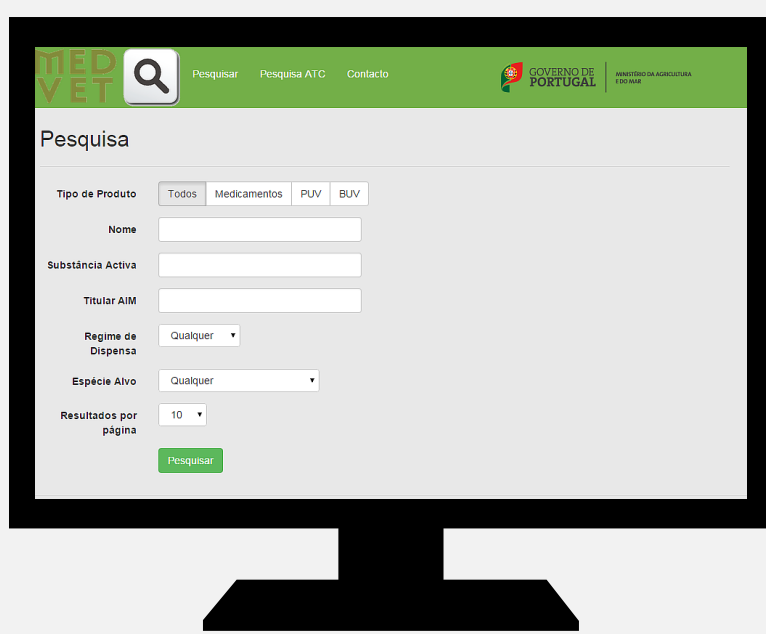 MED
VET
Pesquisar Pesquisa ATC Contacto
GOVERNO DE
PORTUGAL
MINISTÉRIO DA AGRICULTURA
E DO MAR
Pesquisa
Tipo de Produto Todos Medicamentos PUV BUV
Nome
Substância Activa
Titular AIM
Regime de
Dispensa
Qualquer
Espécie Alvo Qualquer
Resultados por
página
10
Pesquisar